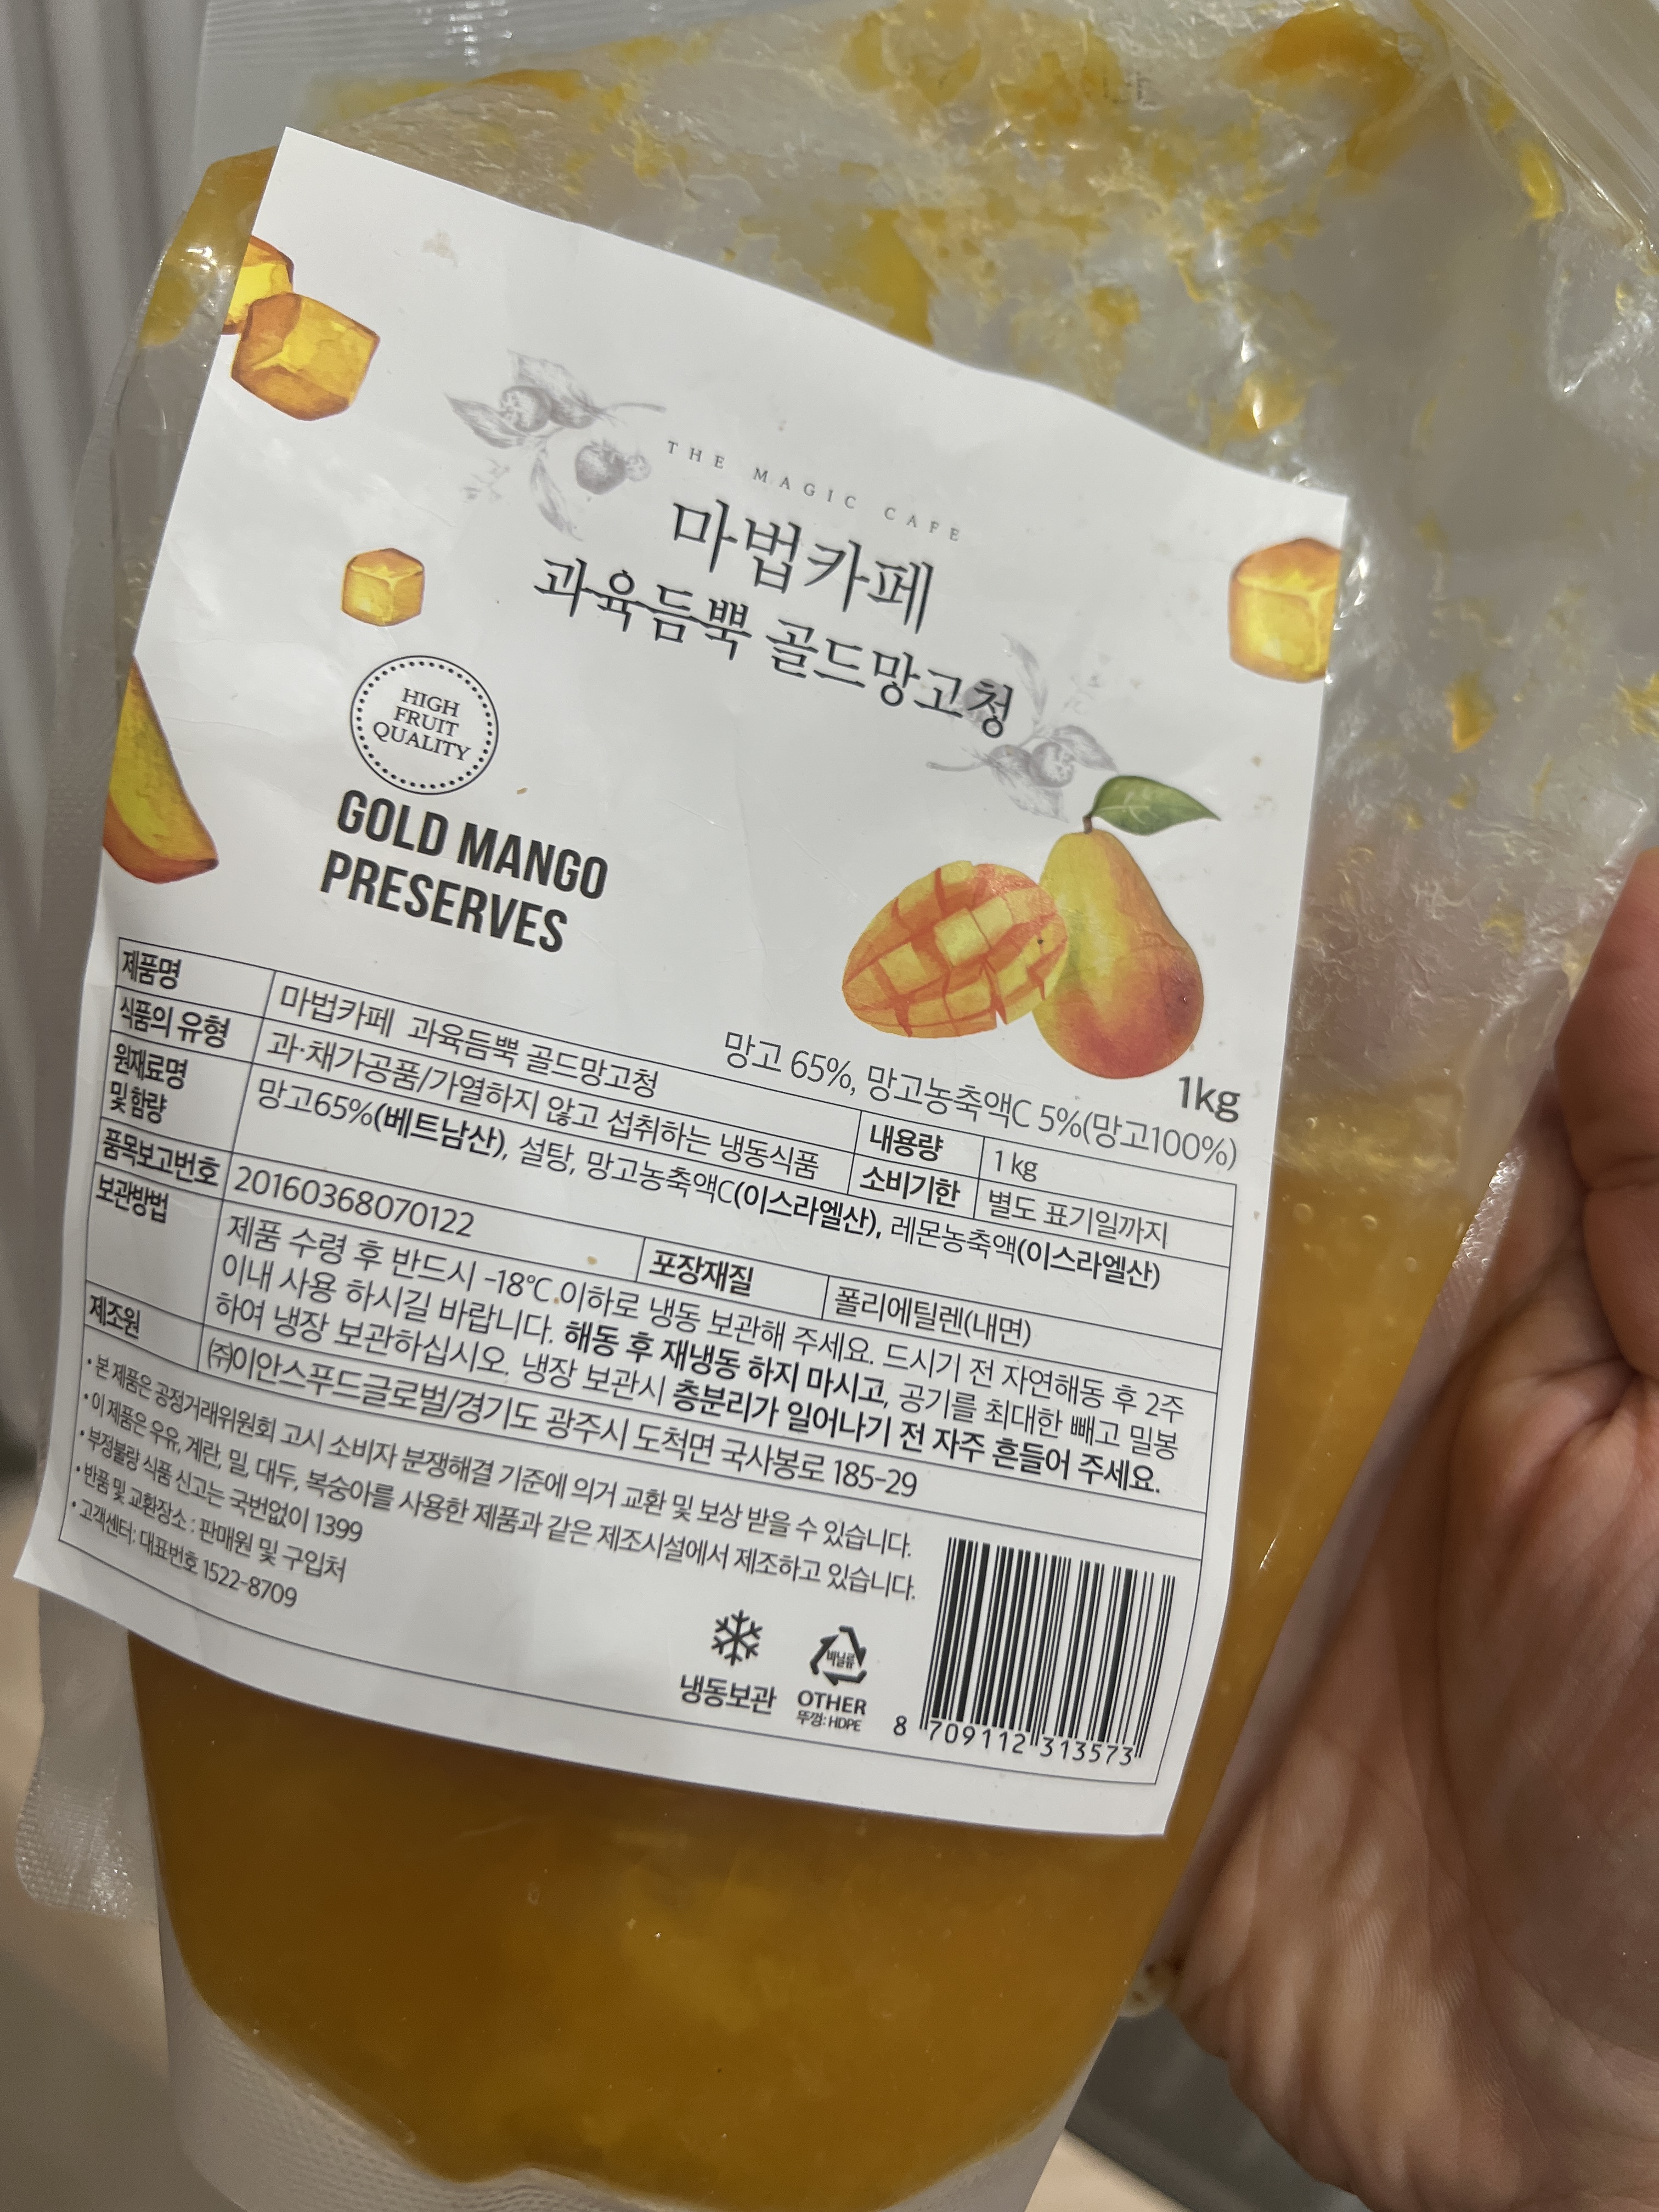 THE MAGIC CAFE
마법카페
과육듬뿍 골드망고청
HIGH
FRUIT
QUALITY
GOLD MANGO
PRESERVES
1kg
망고 65%, 망고농축액C 5%(망고100%)
제품명
마법카페 과육듬뿍 골드망고청
내용량
1 kg
식품의 유형
과·채가공품/가열하지 않고 섭취하는 냉동식품
소비기한
별도 표기일까지
원재료명
및 함량
망고65%(베트남산), 설탕, 망고농축액C(이스라엘산), 레몬농축액(이스라엘산)
품목보고번호
20160368070122
포장재질
폴리에틸렌(내면)
보관방법
제품 수령 후 반드시 -18℃ 이하로 냉동 보관해 주세요. 드시기 전 자연해동 후 2주
이내 사용 하시길 바랍니다. 해동 후 재냉동 하지 마시고, 공기를 최대한 빼고 밀봉
하여 냉장 보관하십시오. 냉장 보관시 층분리가 일어나기 전 자주 흔들어 주세요.
제조원
㈜이안스푸드글로벌/경기도 광주시 도척면 국사봉로 185-29
• 본 제품은 공정거래위원회 고시 소비자 분쟁해결 기준에 의거 교환 및 보상 받을 수 있습니다.
• 이 제품은 우유, 계란, 밀, 대두, 복숭아를 사용한 제품과 같은 제조시설에서 제조하고 있습니다.
• 부정불량 식품 신고는 국번없이 1399
• 반품 및 교환장소 : 판매원 및 구입처
• 고객센터: 대표번호 1522-8709
냉동보관
비닐류
OTHER
뚜껑: HDPE
8 709112 313573